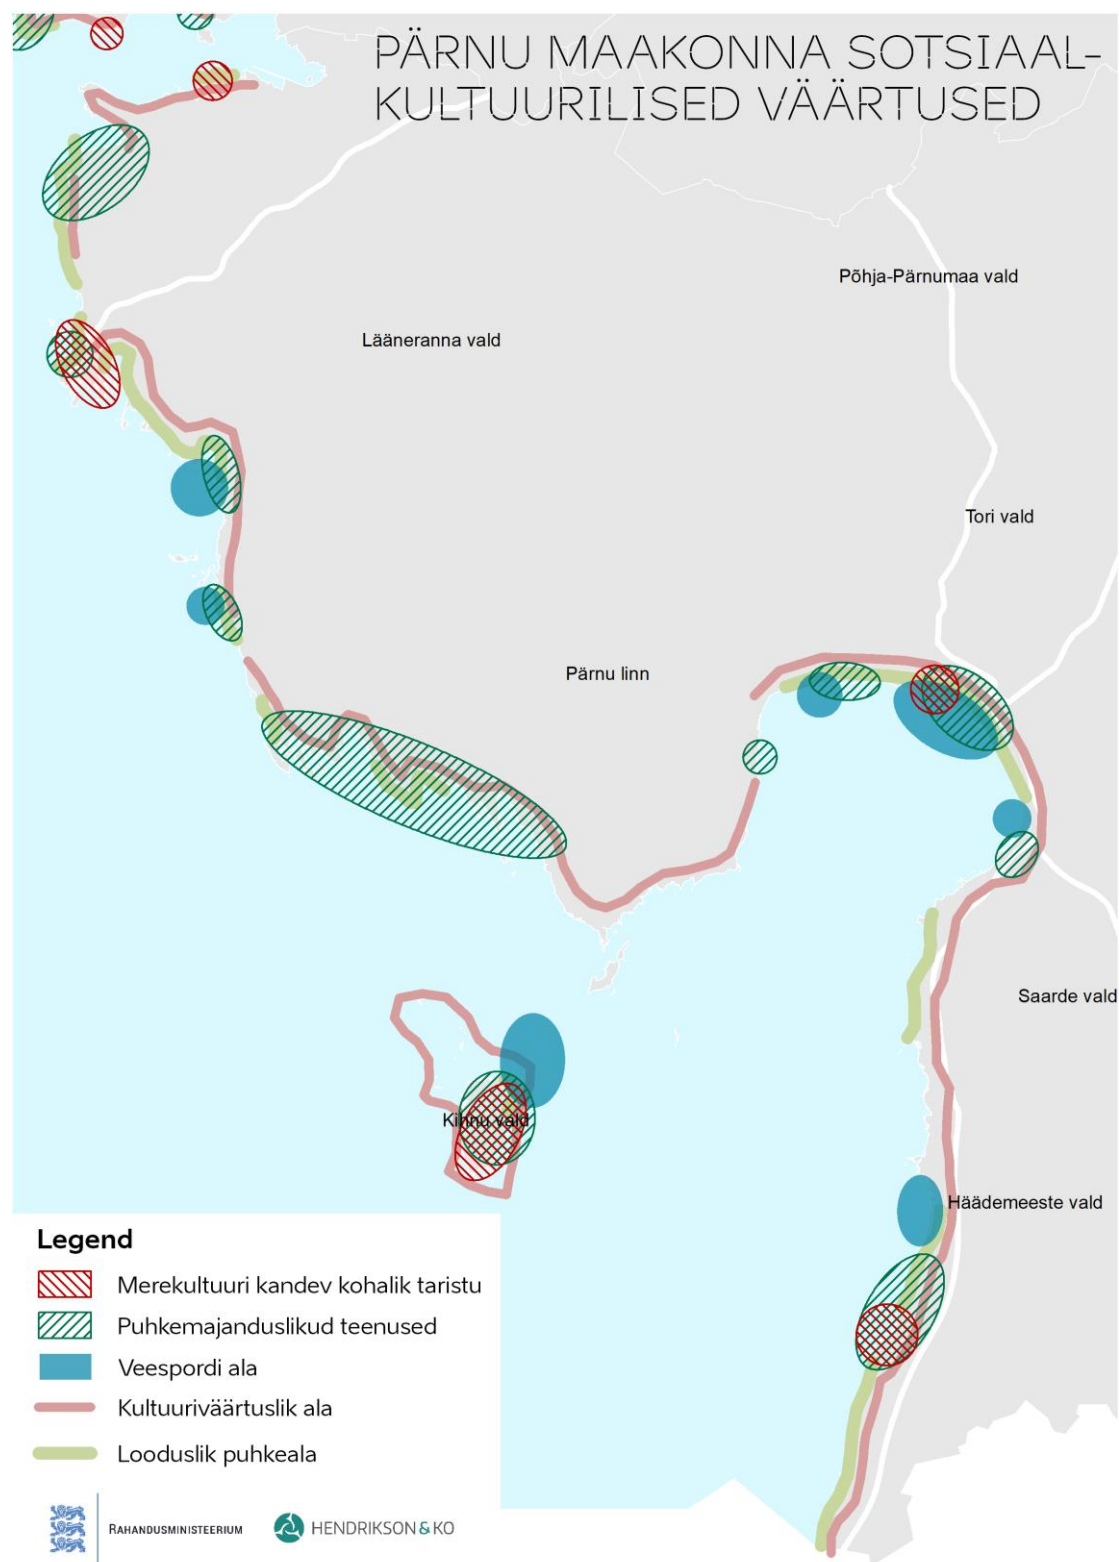 PÄRNU MAAKONNA SOTSIAAL-
KULTUURILISED VÄÄRTUSED
Põhja-Pärnumaa vald
Lääneranna vald
Tori vald
Pärnu linn
Saarde vald
Kihnu vald
Häädemeeste vald
Legend
Merekultuuri kandev kohalik taristu
Puhkemajanduslikud teenused
Veespordi ala
Kultuuriväärtuslik ala
Looduslik puhkeala
RAHANDUSMINISTEERIUM
HENDRIKSON & KO